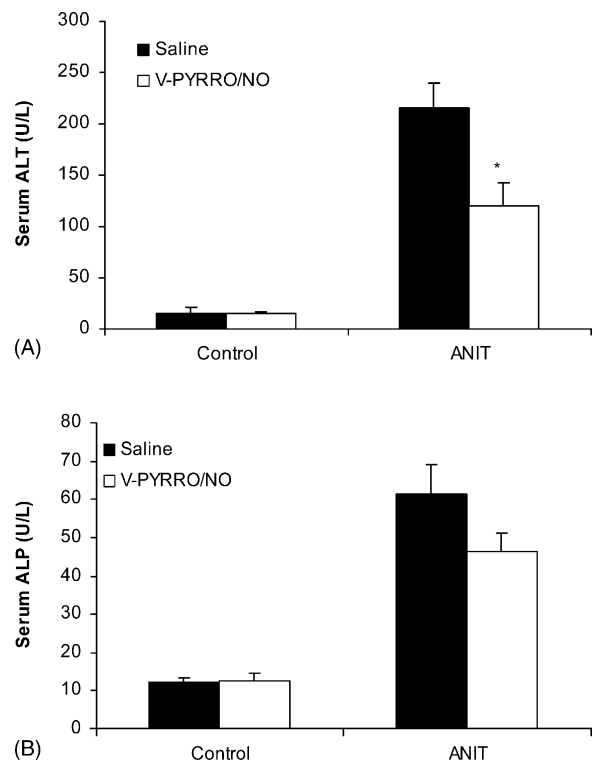 300
250
200
150
100
50
0
Serum ALT (U/L)
Saline
V-PYRRO/NO
*
Control ANIT
(A)
80
70
60
50
40
30
20
10
0
Serum ALP (U/L)
Saline
V-PYRRO/NO
Control ANIT
(B)